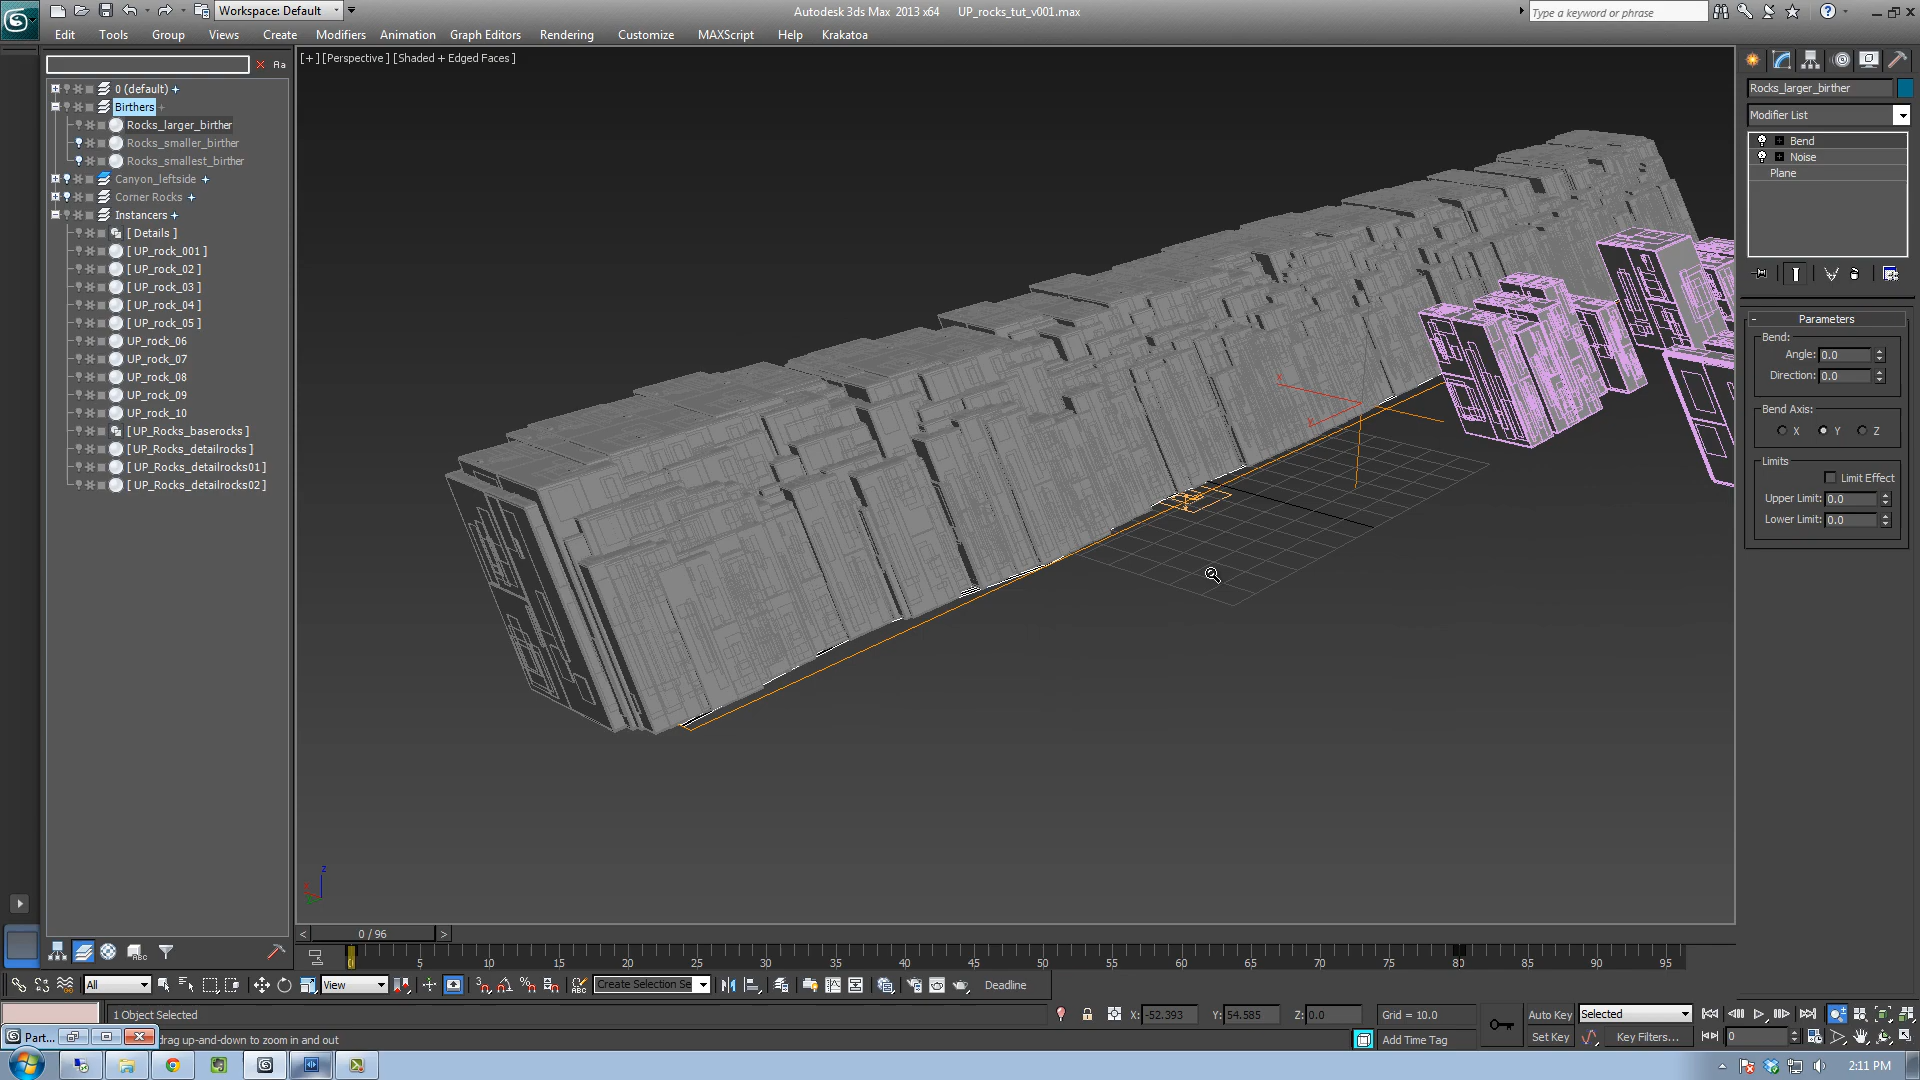 Workspace: Default
Autodesk 3ds Max 2013 x64 UP_rocks_tut_v001.max
Type a keyword or phrase
Edit Tools Group Views Create Modifiers Animation Graph Editors Rendering Customize MAXScript Help Krakatoa
[+] [Perspective] [Shaded + Edged Faces]
Aa
0 (default)
Birthers
Rocks_larger_birther
Rocks_smaller_birther
Rocks_smallest_birther
Canyon_leftside
Corner Rocks
Instancers
[ Details ]
[ UP_rock_001 ]
[ UP_rock_02 ]
[ UP_rock_03 ]
[ UP_rock_04 ]
[ UP_rock_05 ]
UP_rock_06
UP_rock_07
UP_rock_08
UP_rock_09
UP_rock_10
[ UP_Rocks_baserocks ]
[ UP_Rocks_detailrocks ]
[ UP_Rocks_detailrocks01 ]
[ UP_Rocks_detailrocks02 ]
Rocks_larger_birther
Modifier List
Bend
Noise
Plane
Parameters
Bend:
Angle: 0.0
Direction: 0.0
Bend Axis:
X Y Z
Limits
Limit Effect
Upper Limit: 0.0
Lower Limit: 0.0
0 / 96
5 10 15 20 25 30 35 40 45 50 55 60 65 70 75 80 85 90 95
All View Create Selection Se Deadline
1 Object Selected X: -52.393 Y: 54.585 Z: 0.0 Grid = 10.0 Auto Key Selected
Part... drag up-and-down to zoom in and out Add Time Tag Set Key Key Filters... 0
2:11 PM